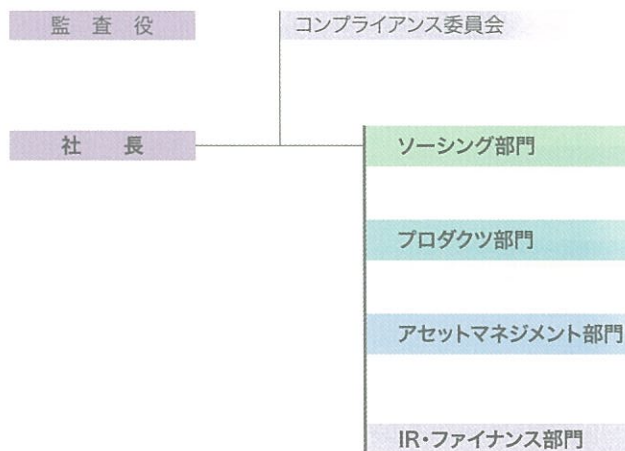 監査役
コンプライアンス委員会
社長
ソーシング部門
プロダクツ部門
アセットマネジメント部門
IR・ファイナンス部門